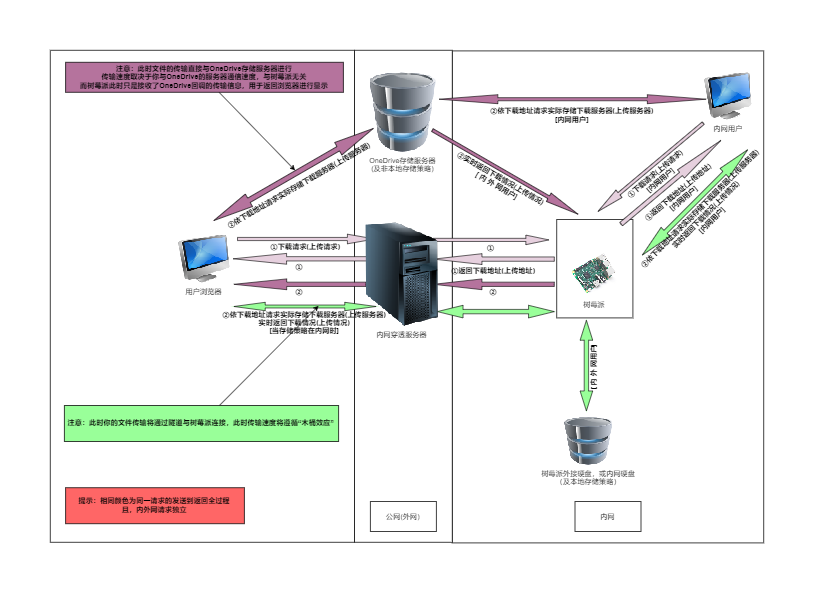 注意：此时文件的传输直接与OneDrive存储服务器进行
传输速度取决于你与OneDrive的服务器通信速度，与树莓派无关
而树莓派此时只是接收了OneDrive回调的传输信息，用于返回浏览器进行显示
②依下载地址请求实际存储下载服务器(上传服务器)
[内网用户]
内网用户
OneDrive存储服务器
(及非本地存储策略)
②依下载地址请求实际存储下载服务器(上传服务器)
②实时返回下载情况(上传情况)
[ 内 外 网用户]
①下载请求(上传请求)
[内网用户]
①返回下载地址(上传地址)
[内网用户]
②依下载地址请求实际存储下载服务器(上传服务器)
实时返回下载情况(上传情况)
[内网用户]
①下载请求(上传请求)
①
①
①返回下载地址(上传地址)
②
②
用户浏览器
树莓派
②依下载地址请求实际存储下载服务器(上传服务器)
实时返回下载情况(上传情况)
[当存储策略在内网时]
内网穿透服务器
[ 内 外 网用户]
注意：此时你的文件传输将通过隧道与树莓派连接，此时传输速度将遵循“木桶效应”
树莓派外接硬盘，或内网硬盘
(及本地存储策略)
提示：相同颜色为同一请求的发送到返回全过程
且，内外网请求独立
公网(外网)
内网